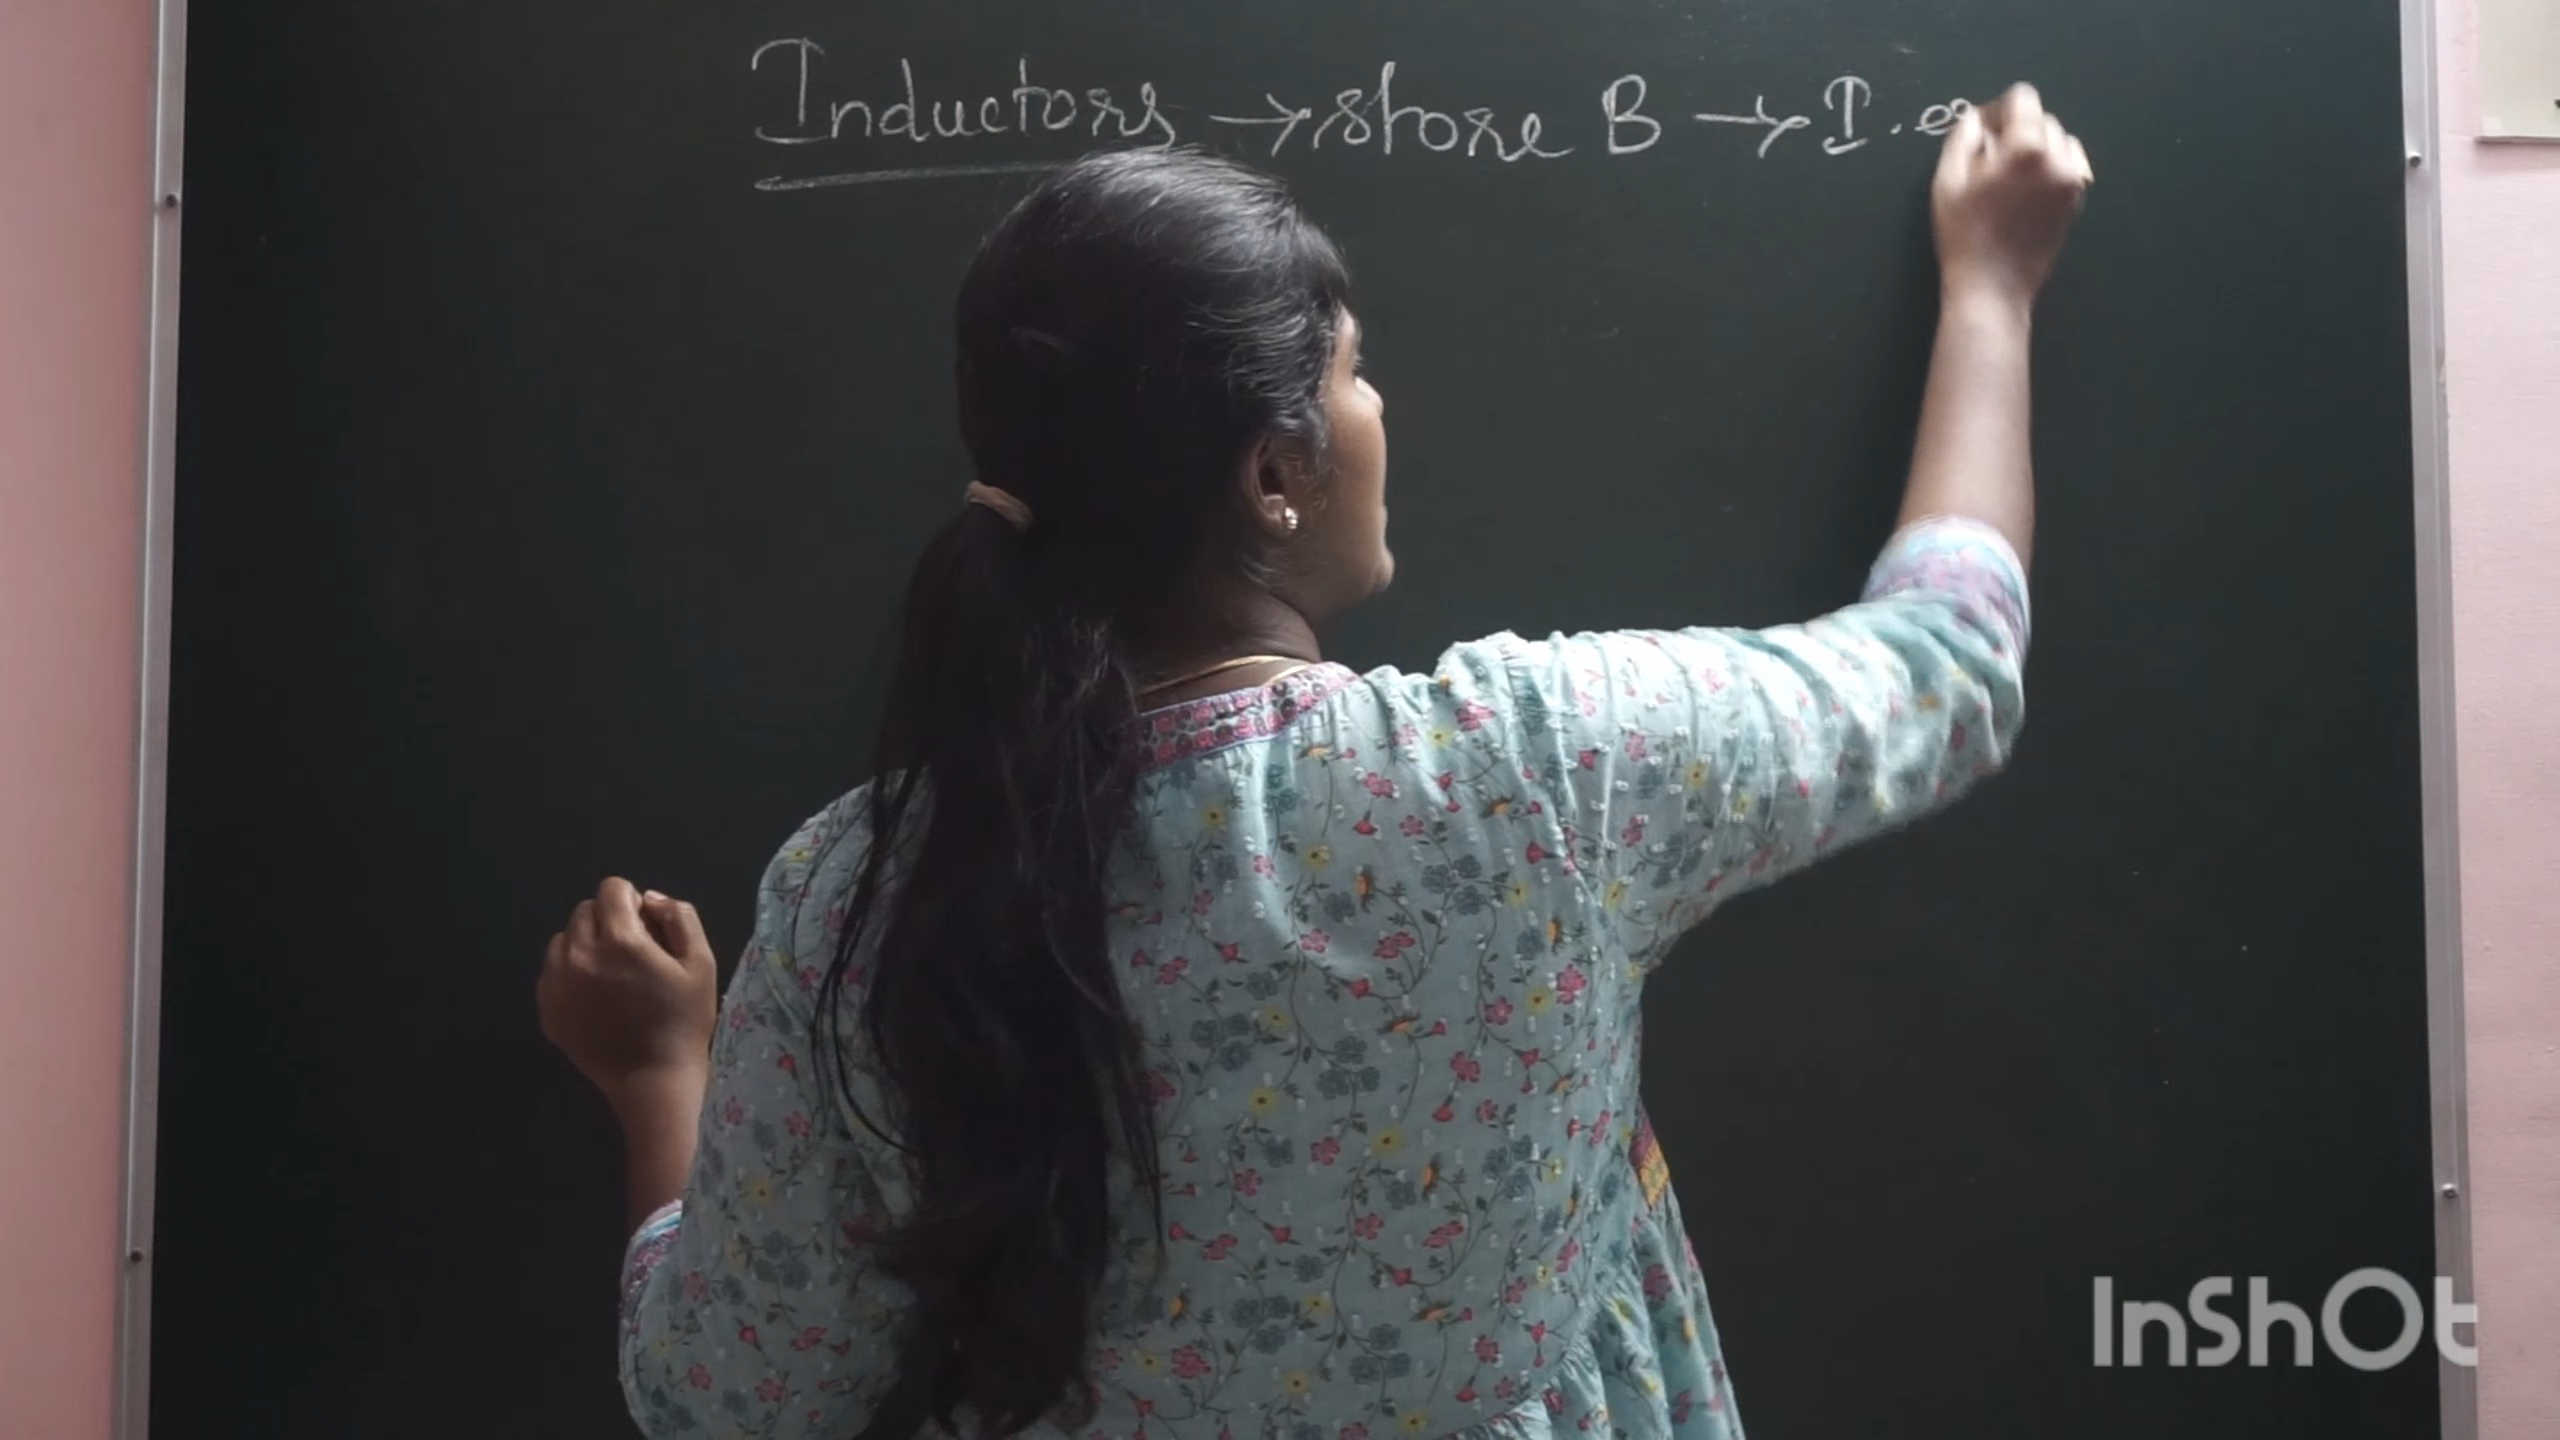 Inductors → store B → I.
InShOt